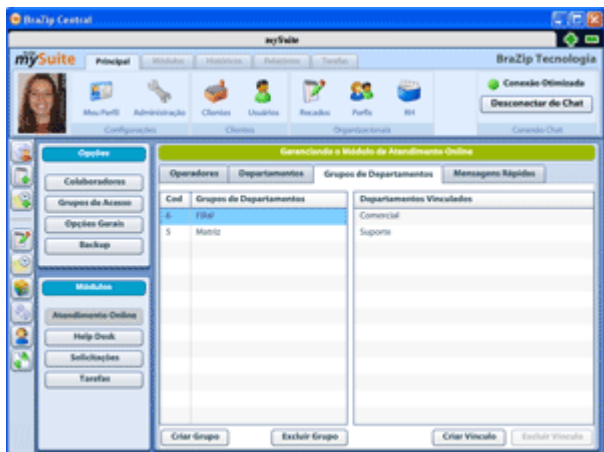 BraZip Central
mySuite
mySuite Principal Módulos Históricos Relatórios Tarefas BraZip Tecnologia
Conexão Otimizada
Desconectar do Chat
Meu Perfil Administração Clientes Usuários Recados Perfis RH
Configurações Clientes Organizacionais Conexão Chat
Opções
Colaboradores
Grupos de Acesso
Opções Gerais
Backup
Módulos
Atendimento Online
Help Desk
Solicitações
Tarefas
Gerenciando o Módulo de Atendimento Online
Operadores Departamentos Grupos de Departamentos Mensagens Rápidas
Cod Grupos de Departamentos Departamentos Vinculados
6 Filial Comercial
5 Matriz Suporte
Criar Grupo Excluir Grupo Criar Vínculo Excluir Vínculo